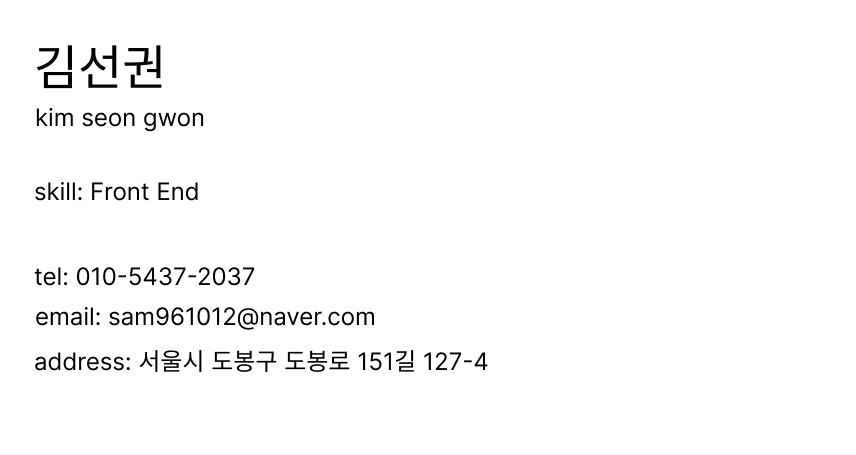 김선권
kim seon gwon
skill: Front End
tel: 010-5437-2037
email: sam961012@naver.com
address: 서울시 도봉구 도봉로 151길 127-4